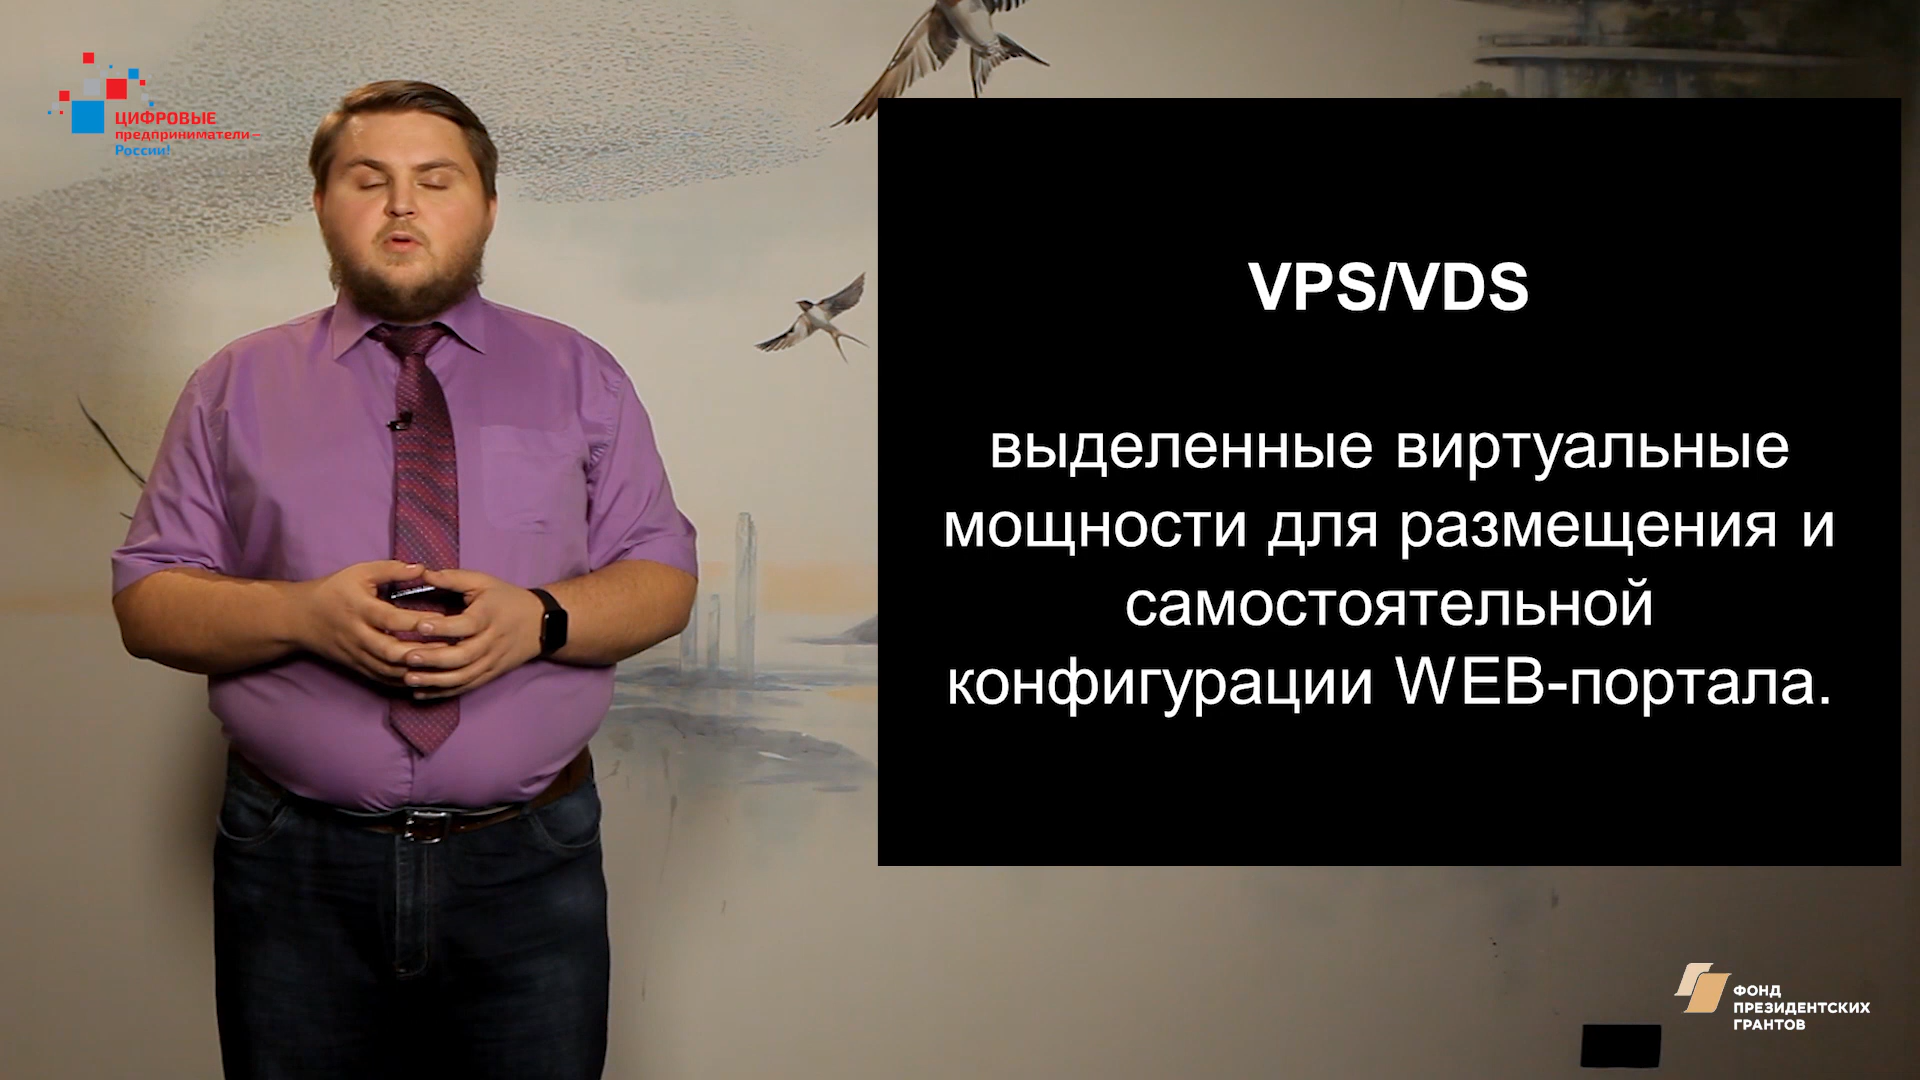 ЦИФРОВЫЕ
предприниматели –
России!
VPS/VDS
выделенные виртуальные
мощности для размещения и
самостоятельной
конфигурации WEB-портала.
ФОНД
ПРЕЗИДЕНТСКИХ
ГРАНТОВ